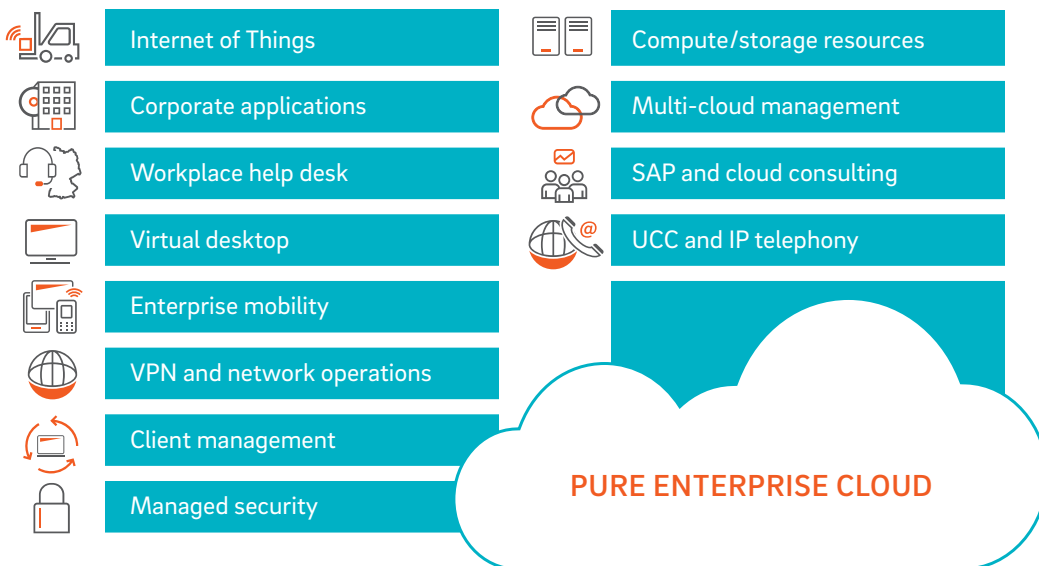 Internet of Things
Corporate applications
Workplace help desk
Virtual desktop
Enterprise mobility
VPN and network operations
Client management
Managed security
Compute/storage resources
Multi-cloud management
SAP and cloud consulting
@
UCC and IP telephony
PURE ENTERPRISE CLOUD